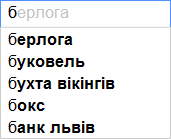 берлога
берлога
буковель
бухта вікінгів
бокс
банк львів